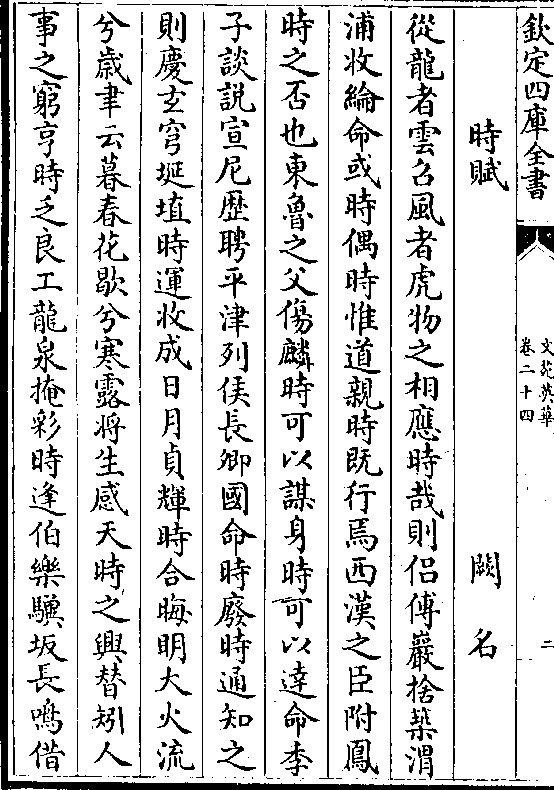 欽定四庫全書
文苑英華
卷二十四
二
時賦
闕名
從龍者雲召風者虎物之相應時哉則侣傅巖捨築渭
浦收綸命或時偶時惟道親時既行焉西漢之臣附鳳
時之否也東魯之父傷麟時可以謀身時可以達命李
子談說宣尼歴聘平津列侯長卿國命時廢時通知之
則慶玄穹埏埴時運收成日月貞輝時合晦明大火流
兮歳聿云暮春花歇兮寒露將生感天時之興替矧人
事之窮亨時乏良工龍泉掩彩時逢伯樂驥坂長鳴借